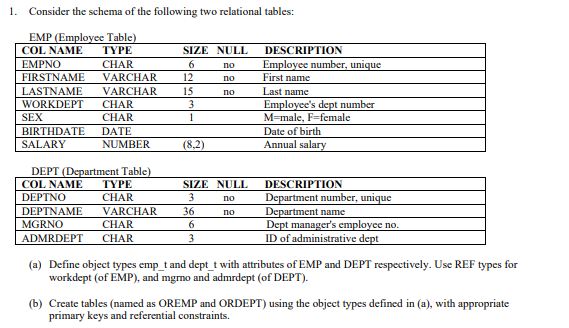 1. Consider the schema of the following two relational tables:
EMP (Employee Table)
COL NAME TYPE SIZE NULL DESCRIPTION
EMPNO CHAR 6 no Employee number, unique
FIRSTNAME VARCHAR 12 no First name
LASTNAME VARCHAR 15 no Last name
WORKDEPT CHAR 3 Employee's dept number
SEX CHAR 1 M=male, F=female
BIRTHDATE DATE Date of birth
SALARY NUMBER (8,2) Annual salary
DEPT (Department Table)
COL NAME TYPE SIZE NULL DESCRIPTION
DEPTNO CHAR 3 no Department number, unique
DEPTNAME VARCHAR 36 no Department name
MGRNO CHAR 6 Dept manager's employee no.
ADMRDEPT CHAR 3 ID of administrative dept
(a) Define object types emp_t and dept_t with attributes of EMP and DEPT respectively. Use REF types for
workdept (of EMP), and mgrno and admrdept (of DEPT).
(b) Create tables (named as OREMP and ORDEPT) using the object types defined in (a), with appropriate
primary keys and referential constraints.